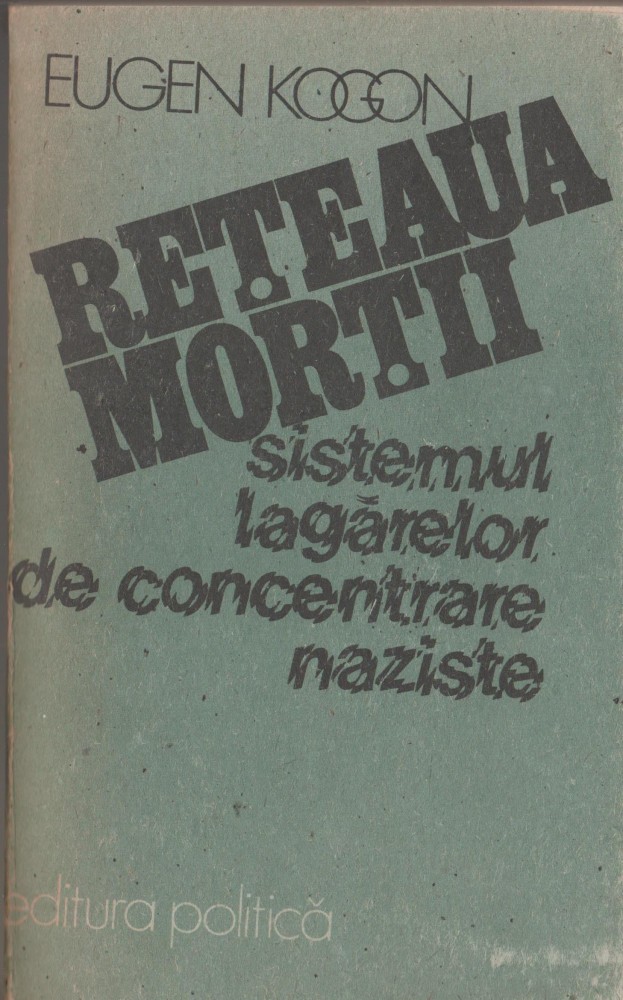 EUGEN KOGON
REȚEAUA
MORȚII
sistemul
lagărelor
de concentrare
naziste
editura politică